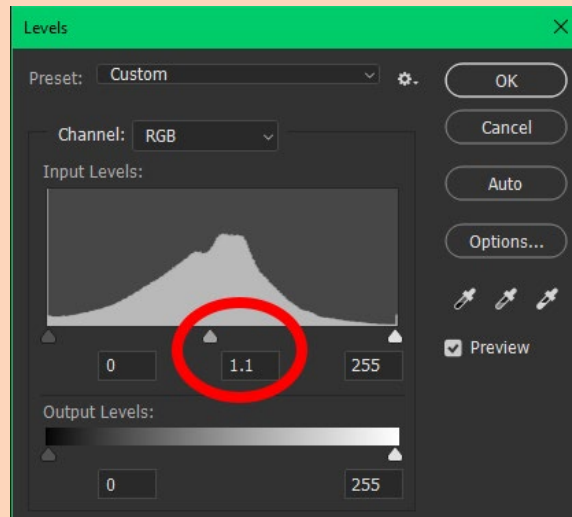 Levels
Preset: Custom
OK
Channel: RGB
Cancel
Input Levels:
Auto
Options...
0 1.1 255
Preview
Output Levels:
0 255